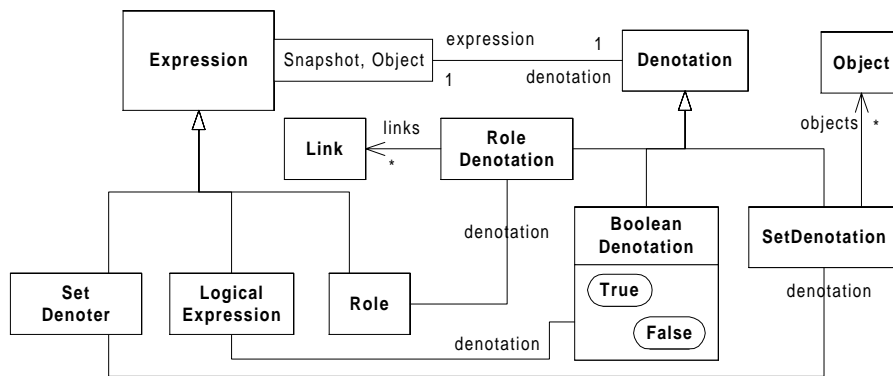 expression
1
Expression
Snapshot, Object
Denotation
Object
1
denotation
links
objects
*
Link
Role
Denotation
*
denotation
Boolean
Denotation
SetDenotation
Set
Denoter
Logical
Expression
Role
True
denotation
False
denotation